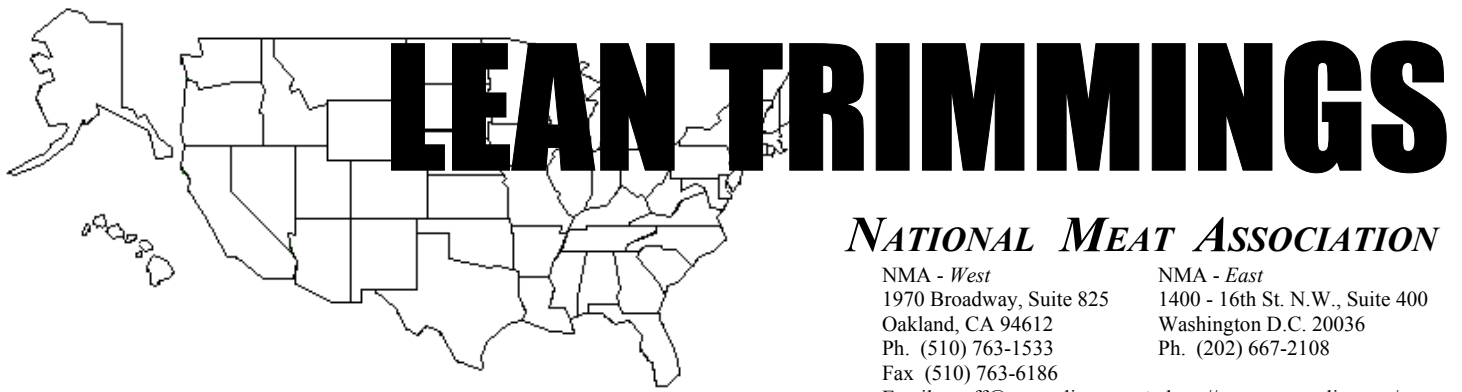 LEAN TRIMMINGS
NATIONAL MEAT ASSOCIATION
NMA - West
1970 Broadway, Suite 825
Oakland, CA 94612
Ph. (510) 763-1533
Fax (510) 763-6186
NMA - East
1400 - 16th St. N.W., Suite 400
Washington D.C. 20036
Ph. (202) 667-2108